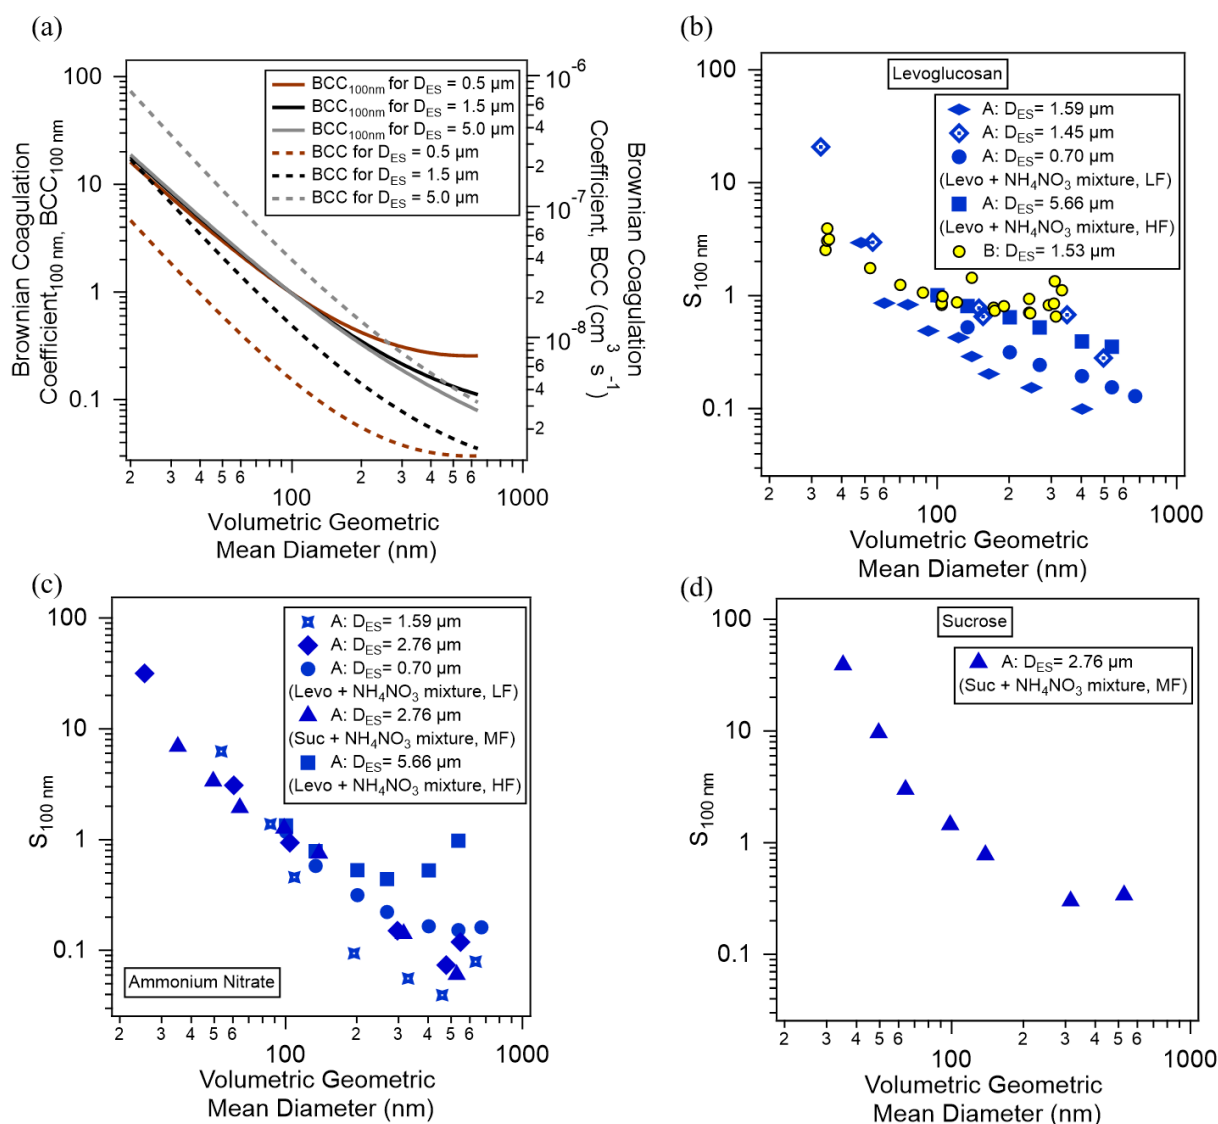 (a)
100
10
1
0.1
Brownian Coagulation
Coefficient100 nm, BCC100 nm
BCC100nm for DES = 0.5 µm
BCC100nm for DES = 1.5 µm
BCC100nm for DES = 5.0 µm
BCC for DES = 0.5 µm
BCC for DES = 1.5 µm
BCC for DES = 5.0 µm
10-6
6
4
2
10-7
6
4
2
10-8
6
4
2
Brownian Coagulation
Coefficient, BCC (cm3 s-1)
2 3 4 5 6 100 2 3 4 5 6 1000
Volumetric Geometric
Mean Diameter (nm)
(b)
100
10
1
0.1
S100 nm
Levoglucosan
A: DES= 1.59 µm
A: DES= 1.45 µm
A: DES= 0.70 µm
(Levo + NH4NO3 mixture, LF)
A: DES= 5.66 µm
(Levo + NH4NO3 mixture, HF)
B: DES= 1.53 µm
2 3 4 5 6 100 2 3 4 5 6 1000
Volumetric Geometric
Mean Diameter (nm)
(c)
100
10
1
0.1
S100 nm
A: DES= 1.59 µm
A: DES= 2.76 µm
A: DES= 0.70 µm
(Levo + NH4NO3 mixture, LF)
A: DES= 2.76 µm
(Suc + NH4NO3 mixture, MF)
A: DES= 5.66 µm
(Levo + NH4NO3 mixture, HF)
Ammonium Nitrate
2 3 4 5 6 100 2 3 4 5 6 1000
Volumetric Geometric
Mean Diameter (nm)
(d)
100
10
1
0.1
S100 nm
Sucrose
A: DES= 2.76 µm
(Suc + NH4NO3 mixture, MF)
2 3 4 5 6 100 2 3 4 5 6 1000
Volumetric Geometric
Mean Diameter (nm)